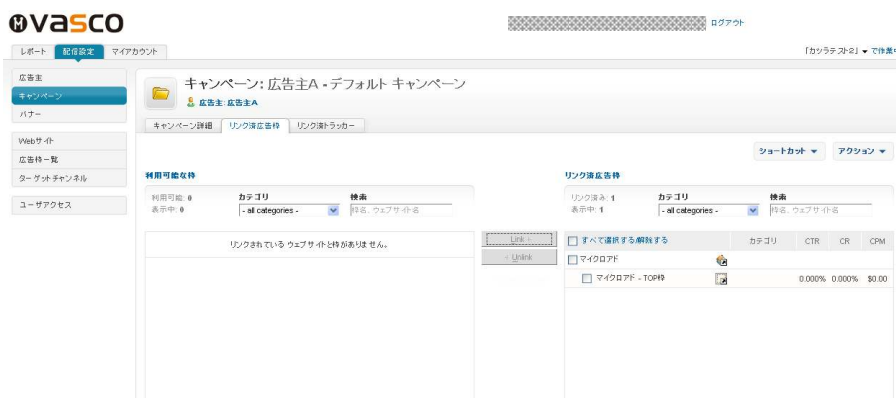 vasco
ログアウト
レポート 配信設定 マイアカウント
「カツラテスト2」 ▼ で作業中
広告主
キャンペーン
バナー
Webサイト
広告枠一覧
ターゲットチャンネル
ユーザアクセス
キャンペーン: 広告主A - デフォルト キャンペーン
広告主: 広告主A
キャンペーン詳細 リンク済広告枠 リンク済トラッカー
ショートカット ▼ アクション ▼
利用可能な枠
利用可能: 0 カテゴリ 検索
表示中: 0 - all categories - 枠名、ウェブサイト名
リンクされている ウェブサイトと枠がありません。
Link ›
‹ Unlink
リンク済広告枠
リンク済み: 1 カテゴリ 検索
表示中: 1 - all categories - 枠名、ウェブサイト名
すべて選択する/解除する カテゴリ CTR CR CPM
マイクロアド
マイクロアド - TOP枠 0.000% 0.000% $0.00